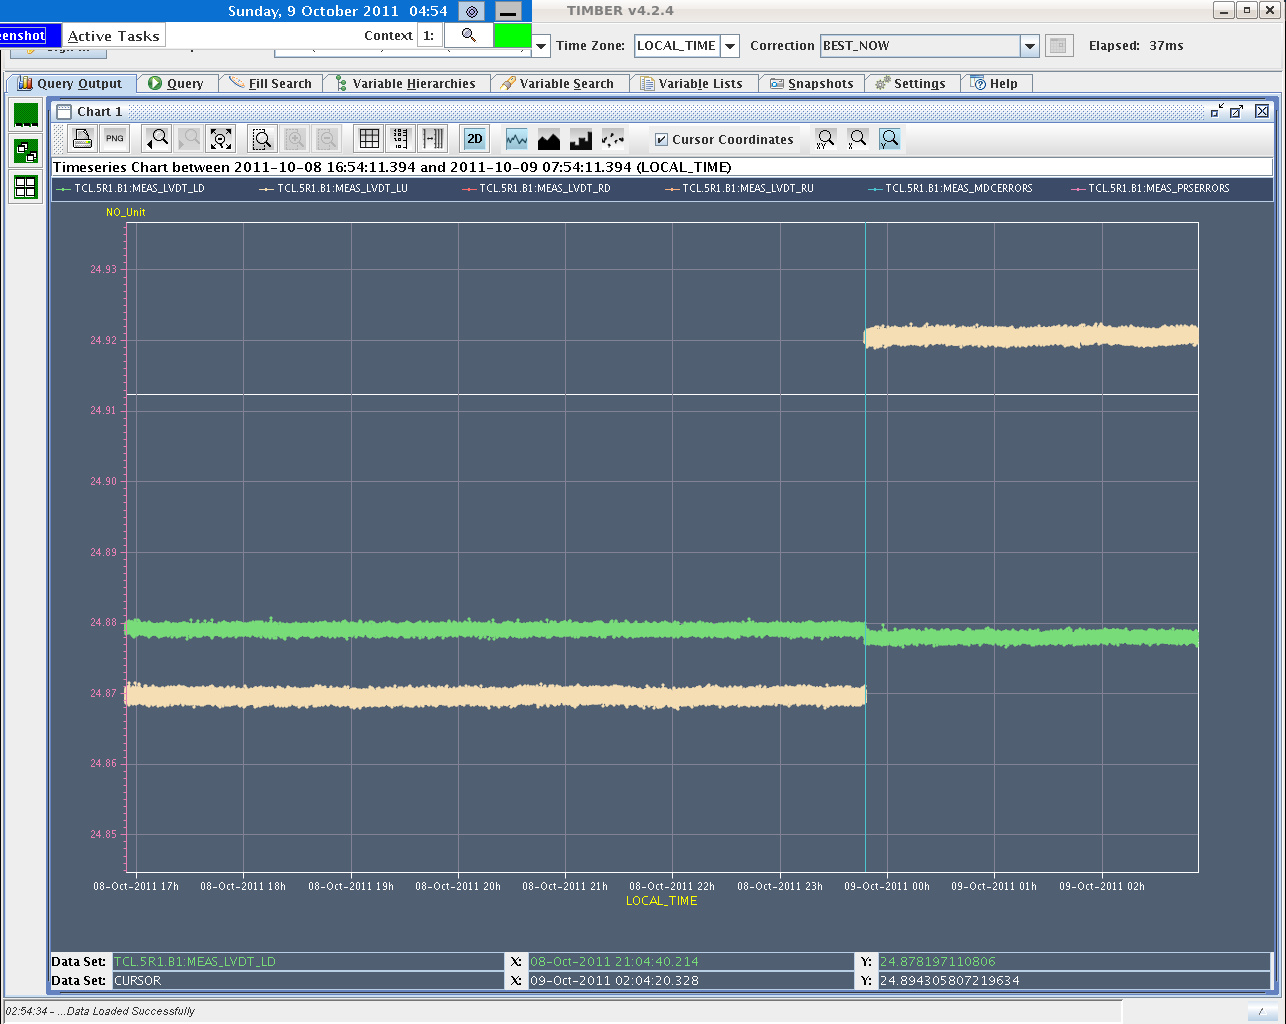 Sunday, 9 October 2011 04:54
TIMBER v4.2.4
eenshot Active Tasks Context 1:
Time Zone: LOCAL_TIME Correction BEST_NOW Elapsed: 37ms
Query Output Query Fill Search Variable Hierarchies Variable Search Variable Lists Snapshots Settings Help
Chart 1
PNG 2D Cursor Coordinates XY X Y
Timeseries Chart between 2011-10-08 16:54:11.394 and 2011-10-09 07:54:11.394 (LOCAL_TIME)
TCL.5R1.B1:MEAS_LVDT_LD TCL.5R1.B1:MEAS_LVDT_LU TCL.5R1.B1:MEAS_LVDT_RD TCL.5R1.B1:MEAS_LVDT_RU TCL.5R1.B1:MEAS_MDCERRORS TCL.5R1.B1:MEAS_PRSERRORS
NO_Unit
24.93
24.92
24.91
24.90
24.89
24.88
24.87
24.86
24.85
08-Oct-2011 17h 08-Oct-2011 18h 08-Oct-2011 19h 08-Oct-2011 20h 08-Oct-2011 21h 08-Oct-2011 22h 08-Oct-2011 23h 09-Oct-2011 00h 09-Oct-2011 01h 09-Oct-2011 02h
LOCAL_TIME
Data Set: TCL.5R1.B1:MEAS_LVDT_LD X: 08-Oct-2011 21:04:40.214 Y: 24.878197110806
Data Set: CURSOR X: 09-Oct-2011 02:04:20.328 Y: 24.894305807219634
02:54:34 - ...Data Loaded Successfully